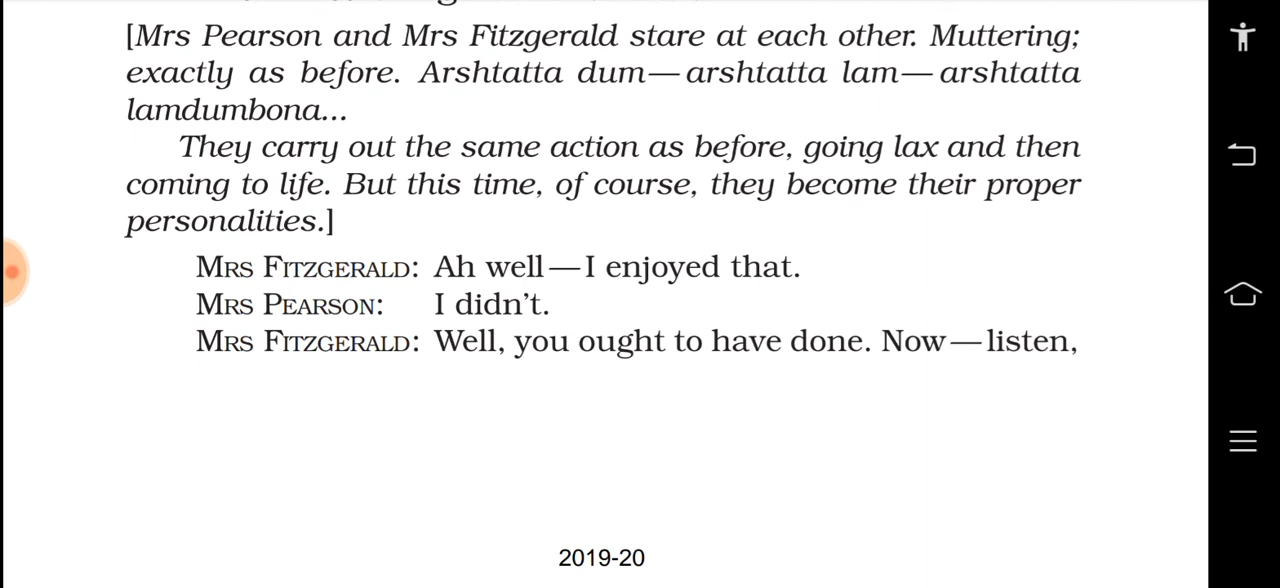 [Mrs Pearson and Mrs Fitzgerald stare at each other. Muttering;
exactly as before. Arshtatta dum—arshtatta lam—arshtatta
lamdumbona...
They carry out the same action as before, going lax and then
coming to life. But this time, of course, they become their proper
personalities.]
MRS FITZGERALD: Ah well—I enjoyed that.
MRS PEARSON: I didn't.
MRS FITZGERALD: Well, you ought to have done. Now—listen,
2019-20